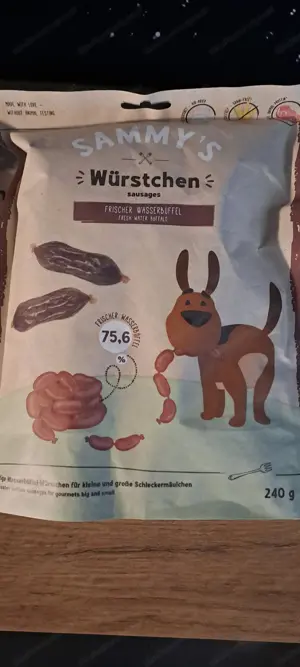 MADE WITH LOVE -
WITHOUT ANIMAL TESTING
SAMMY'S
Würstchen
sausages
FRISCHER WASSERBÜFFEL
FRESH WATER BUFFALO
FRISCHER WASSERBÜFFEL
75,6
%
Wasserbüffel-Würstchen für kleine und große Schleckermäulchen
sausages for gourmets big and small
240 g